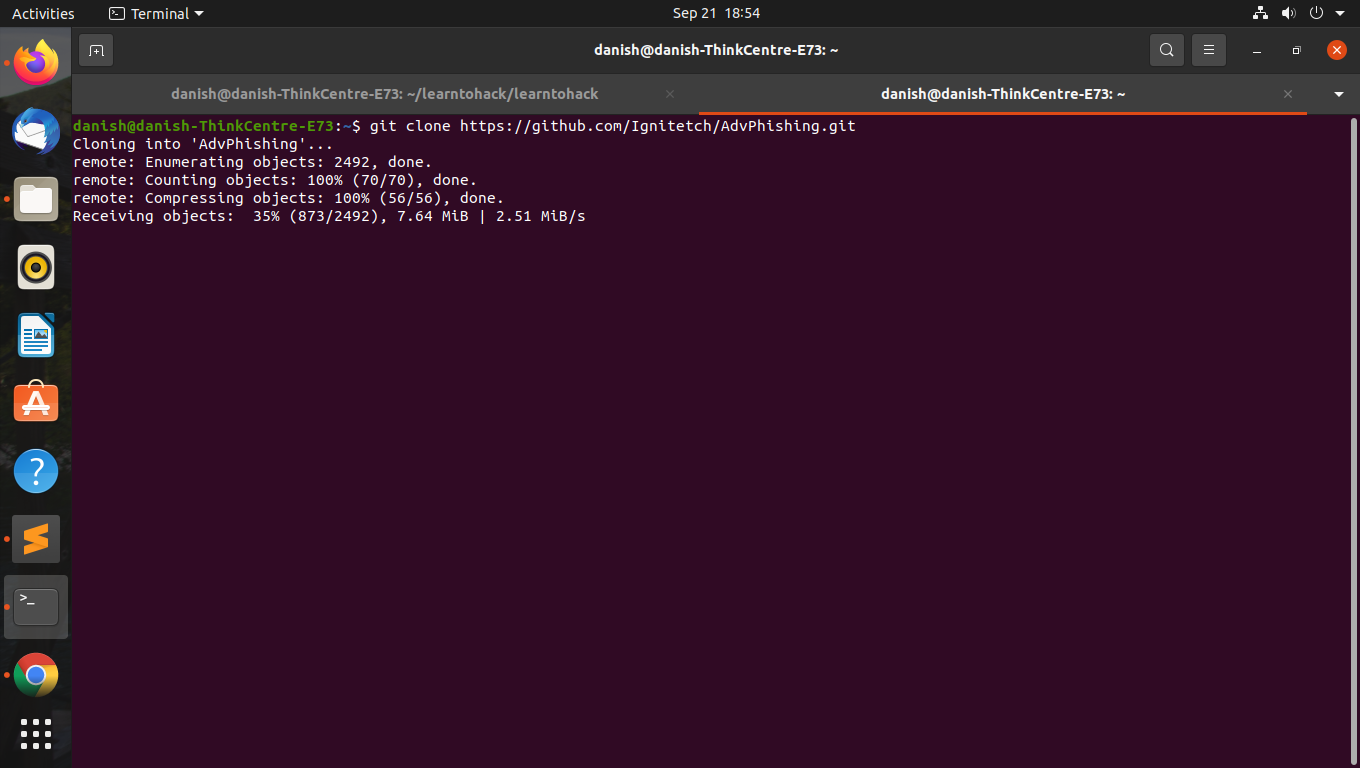 Activities
Terminal
Sep 21 18:54
danish@danish-ThinkCentre-E73: ~
danish@danish-ThinkCentre-E73: ~/learntohack/learntohack
danish@danish-ThinkCentre-E73: ~
danish@danish-ThinkCentre-E73:~$ git clone https://github.com/Ignitetch/AdvPhishing.git
Cloning into 'AdvPhishing'...
remote: Enumerating objects: 2492, done.
remote: Counting objects: 100% (70/70), done.
remote: Compressing objects: 100% (56/56), done.
Receiving objects:  35% (873/2492), 7.64 MiB | 2.51 MiB/s